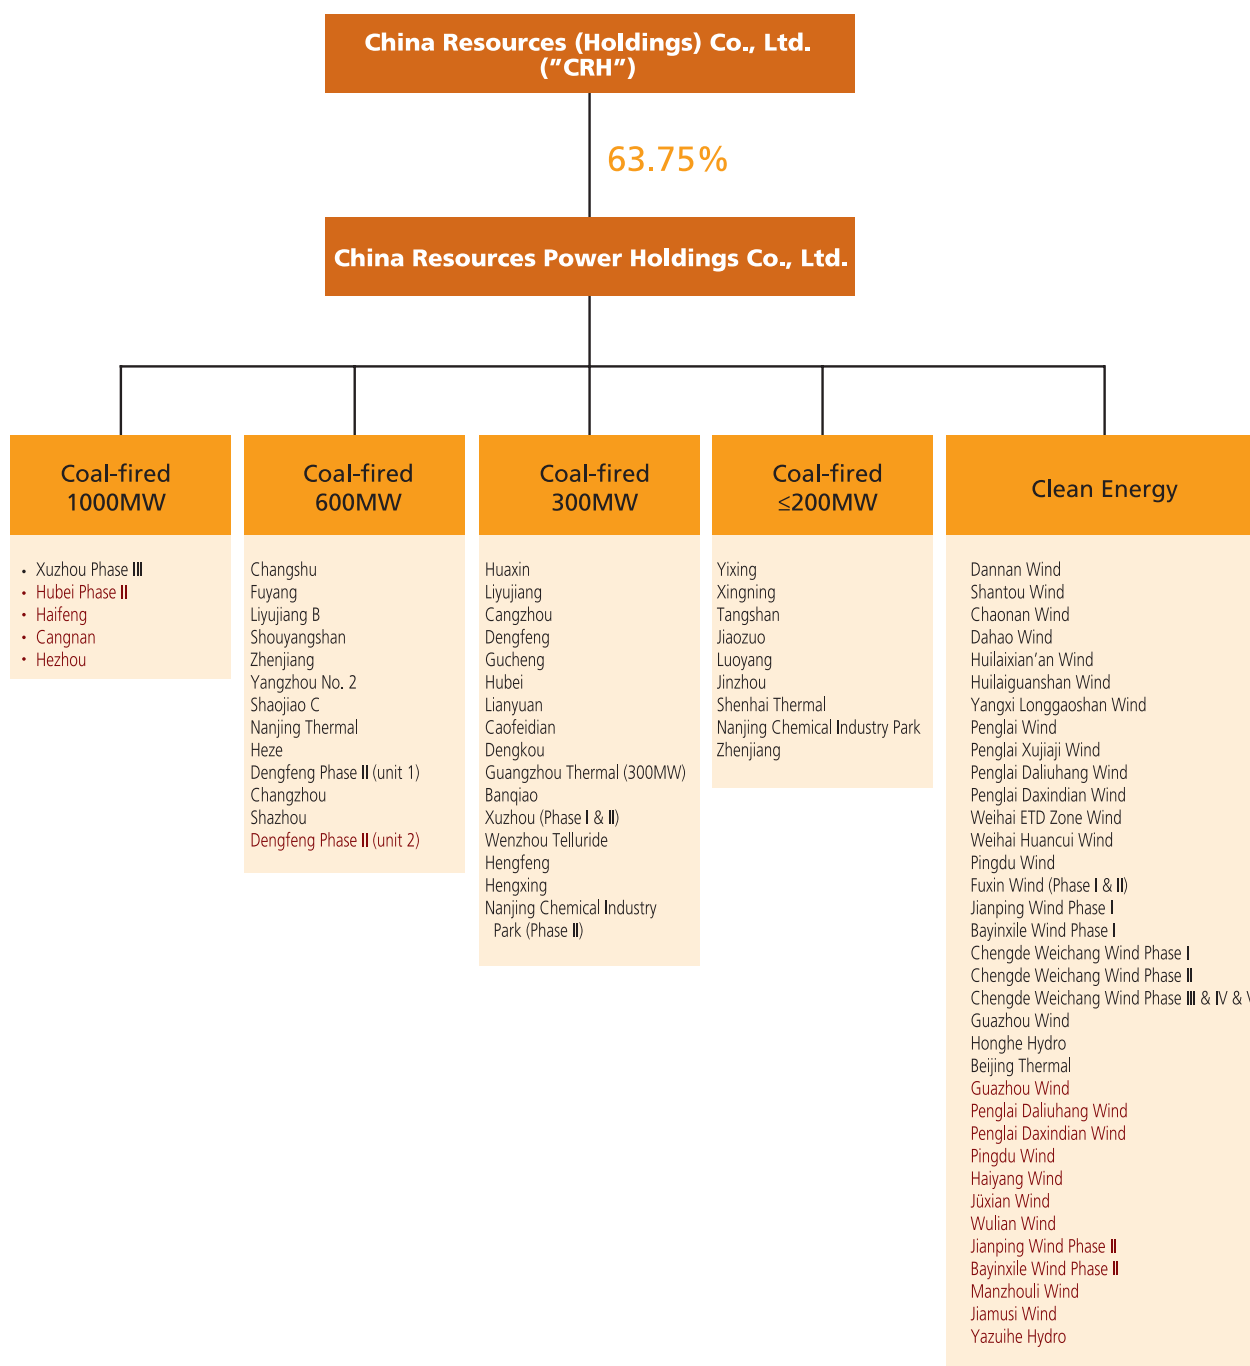 China Resources (Holdings) Co., Ltd.
(”CRH”)
63.75%
China Resources Power Holdings Co., Ltd.
Coal-fired
1000MW
• Xuzhou Phase III
• Hubei Phase II
• Haifeng
• Cangnan
• Hezhou
Coal-fired
600MW
Changshu
Fuyang
Liyujiang B
Shouyangshan
Zhenjiang
Yangzhou No. 2
Shaojiao C
Nanjing Thermal
Heze
Dengfeng Phase II (unit 1)
Changzhou
Shazhou
Dengfeng Phase II (unit 2)
Coal-fired
300MW
Huaxin
Liyujiang
Cangzhou
Dengfeng
Gucheng
Hubei
Lianyuan
Caofeidian
Dengkou
Guangzhou Thermal (300MW)
Banqiao
Xuzhou (Phase I & II)
Wenzhou Telluride
Hengfeng
Hengxing
Nanjing Chemical Industry
Park (Phase II)
Coal-fired
≤200MW
Yixing
Xingning
Tangshan
Jiaozuo
Luoyang
Jinzhou
Shenhai Thermal
Nanjing Chemical Industry Park
Zhenjiang
Clean Energy
Dannan Wind
Shantou Wind
Chaonan Wind
Dahao Wind
Huilaixian’an Wind
Huilaiguanshan Wind
Yangxi Longgaoshan Wind
Penglai Wind
Penglai Xujiaji Wind
Penglai Daliuhang Wind
Penglai Daxindian Wind
Weihai ETD Zone Wind
Weihai Huancui Wind
Pingdu Wind
Fuxin Wind (Phase I & II)
Jianping Wind Phase I
Bayinxile Wind Phase I
Chengde Weichang Wind Phase I
Chengde Weichang Wind Phase II
Chengde Weichang Wind Phase III & IV & V
Guazhou Wind
Honghe Hydro
Beijing Thermal
Guazhou Wind
Penglai Daliuhang Wind
Penglai Daxindian Wind
Pingdu Wind
Haiyang Wind
Jüxian Wind
Wulian Wind
Jianping Wind Phase II
Bayinxile Wind Phase II
Manzhouli Wind
Jiamusi Wind
Yazuihe Hydro